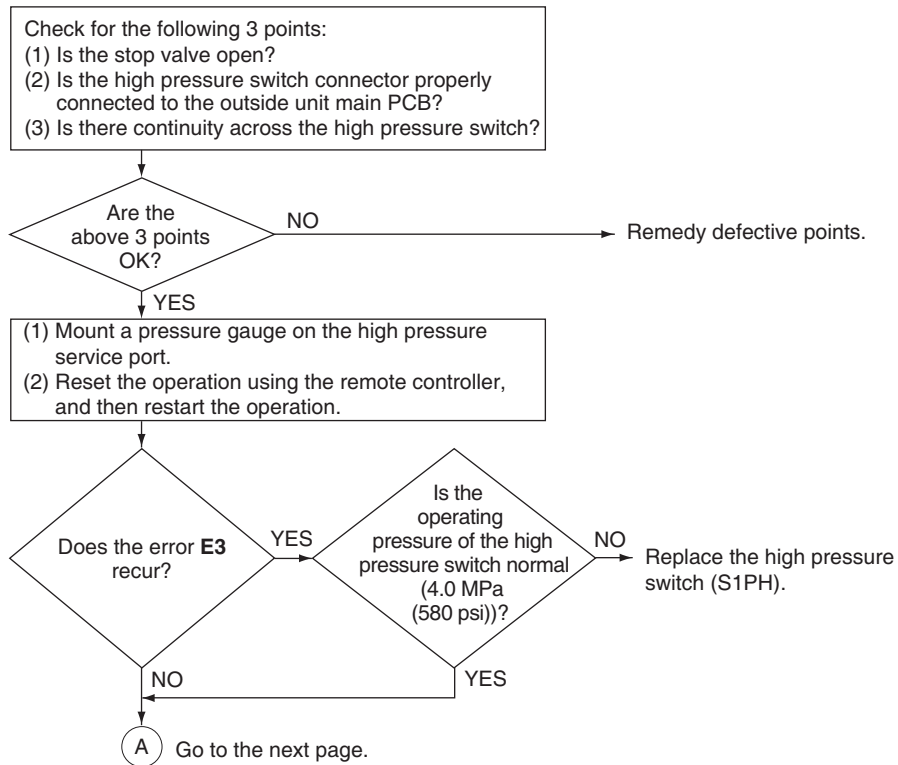 Check for the following 3 points:
(1) Is the stop valve open?
(2) Is the high pressure switch connector properly
connected to the outside unit main PCB?
(3) Is there continuity across the high pressure switch?
Are the
above 3 points
OK?
NO
Remedy defective points.
YES
(1) Mount a pressure gauge on the high pressure
service port.
(2) Reset the operation using the remote controller,
and then restart the operation.
Does the error E3
recur?
YES
Is the
operating
pressure of the high
pressure switch normal
(4.0 MPa
(580 psi))?
NO
Replace the high pressure
switch (S1PH).
NO
YES
A
Go to the next page.